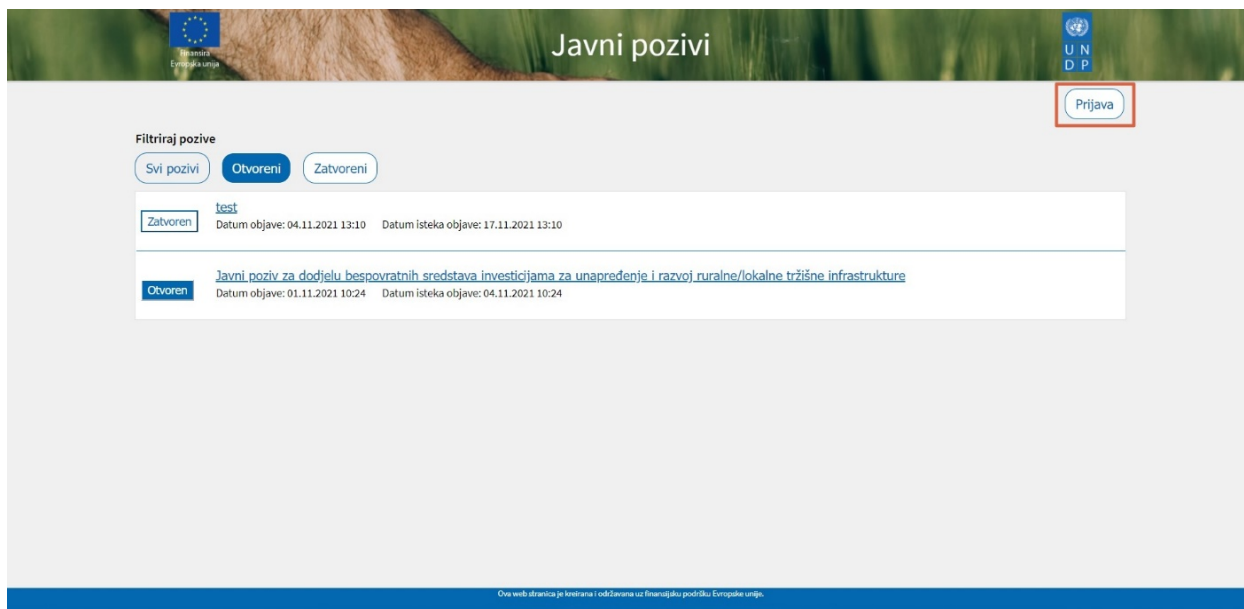 Finansira
Evropska unija
Javni pozivi
U N
D P
Prijava
Filtriraj pozive
Svi pozivi Otvoreni Zatvoreni
Zatvoren test
Datum objave: 04.11.2021 13:10 Datum isteka objave: 17.11.2021 13:10
Otvoren Javni poziv za dodjelu bespovratnih sredstava investicijama za unapređenje i razvoj ruralne/lokalne tržišne infrastrukture
Datum objave: 01.11.2021 10:24 Datum isteka objave: 04.11.2021 10:24
Ova web stranica je kreirana i održavana uz finansijsku podršku Evropske unije.